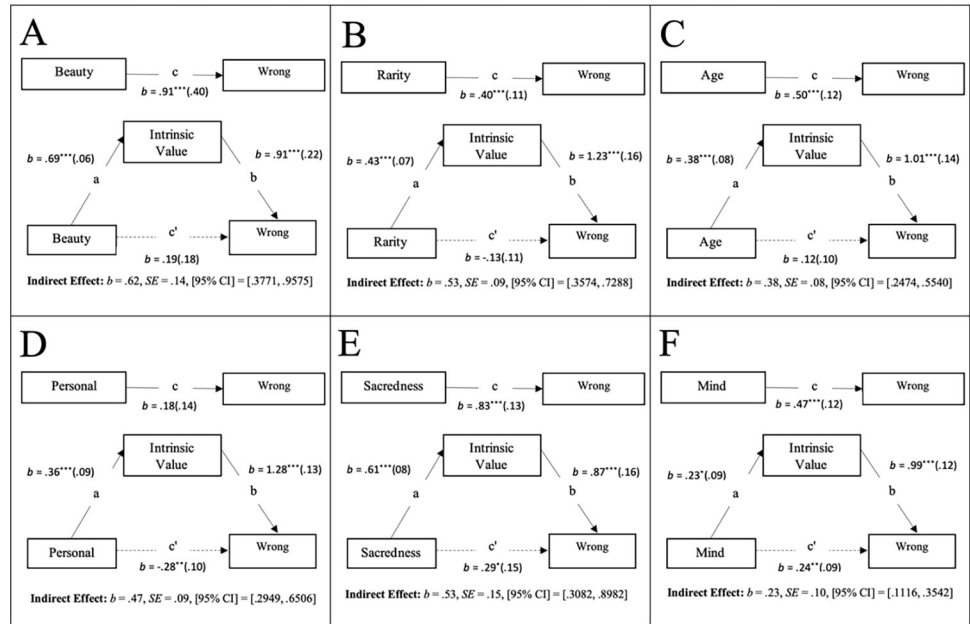 A
Beauty
c
Wrong
b = .91***(.40)
Intrinsic
Value
b = .69***(.06)
b = .91***(.22)
a
b
Beauty
c'
Wrong
b = .19(.18)
Indirect Effect: b = .62, SE = .14, [95% CI] = [.3771, .9575]
B
Rarity
c
Wrong
b = .40***(.11)
Intrinsic
Value
b = .43***(.07)
b = 1.23***(.16)
a
b
Rarity
c'
Wrong
b = -.13(.11)
Indirect Effect: b = .53, SE = .09, [95% CI] = [.3574, .7288]
C
Age
c
Wrong
b = .50***(.12)
Intrinsic
Value
b = .38***(.08)
b = 1.01***(.14)
a
b
Age
c'
Wrong
b = .12(.10)
Indirect Effect: b = .38, SE = .08, [95% CI] = [.2474, .5540]
D
Personal
c
Wrong
b = .18(.14)
Intrinsic
Value
b = .36***(.09)
b = 1.28***(.13)
a
b
Personal
c'
Wrong
b = -.28**(.10)
Indirect Effect: b = .47, SE = .09, [95% CI] = [.2949, .6506]
E
Sacredness
c
Wrong
b = .83***(.13)
Intrinsic
Value
b = .61***(08)
b = .87***(.16)
a
b
Sacredness
c'
Wrong
b = .29*(.15)
Indirect Effect: b = .53, SE = .15, [95% CI] = [.3082, .8982]
F
Mind
c
Wrong
b = .47***(.12)
Intrinsic
Value
b = .23*(.09)
b = .99***(.12)
a
b
Mind
c'
Wrong
b = .24**(.09)
Indirect Effect: b = .23, SE = .10, [95% CI] = [.1116, .3542]